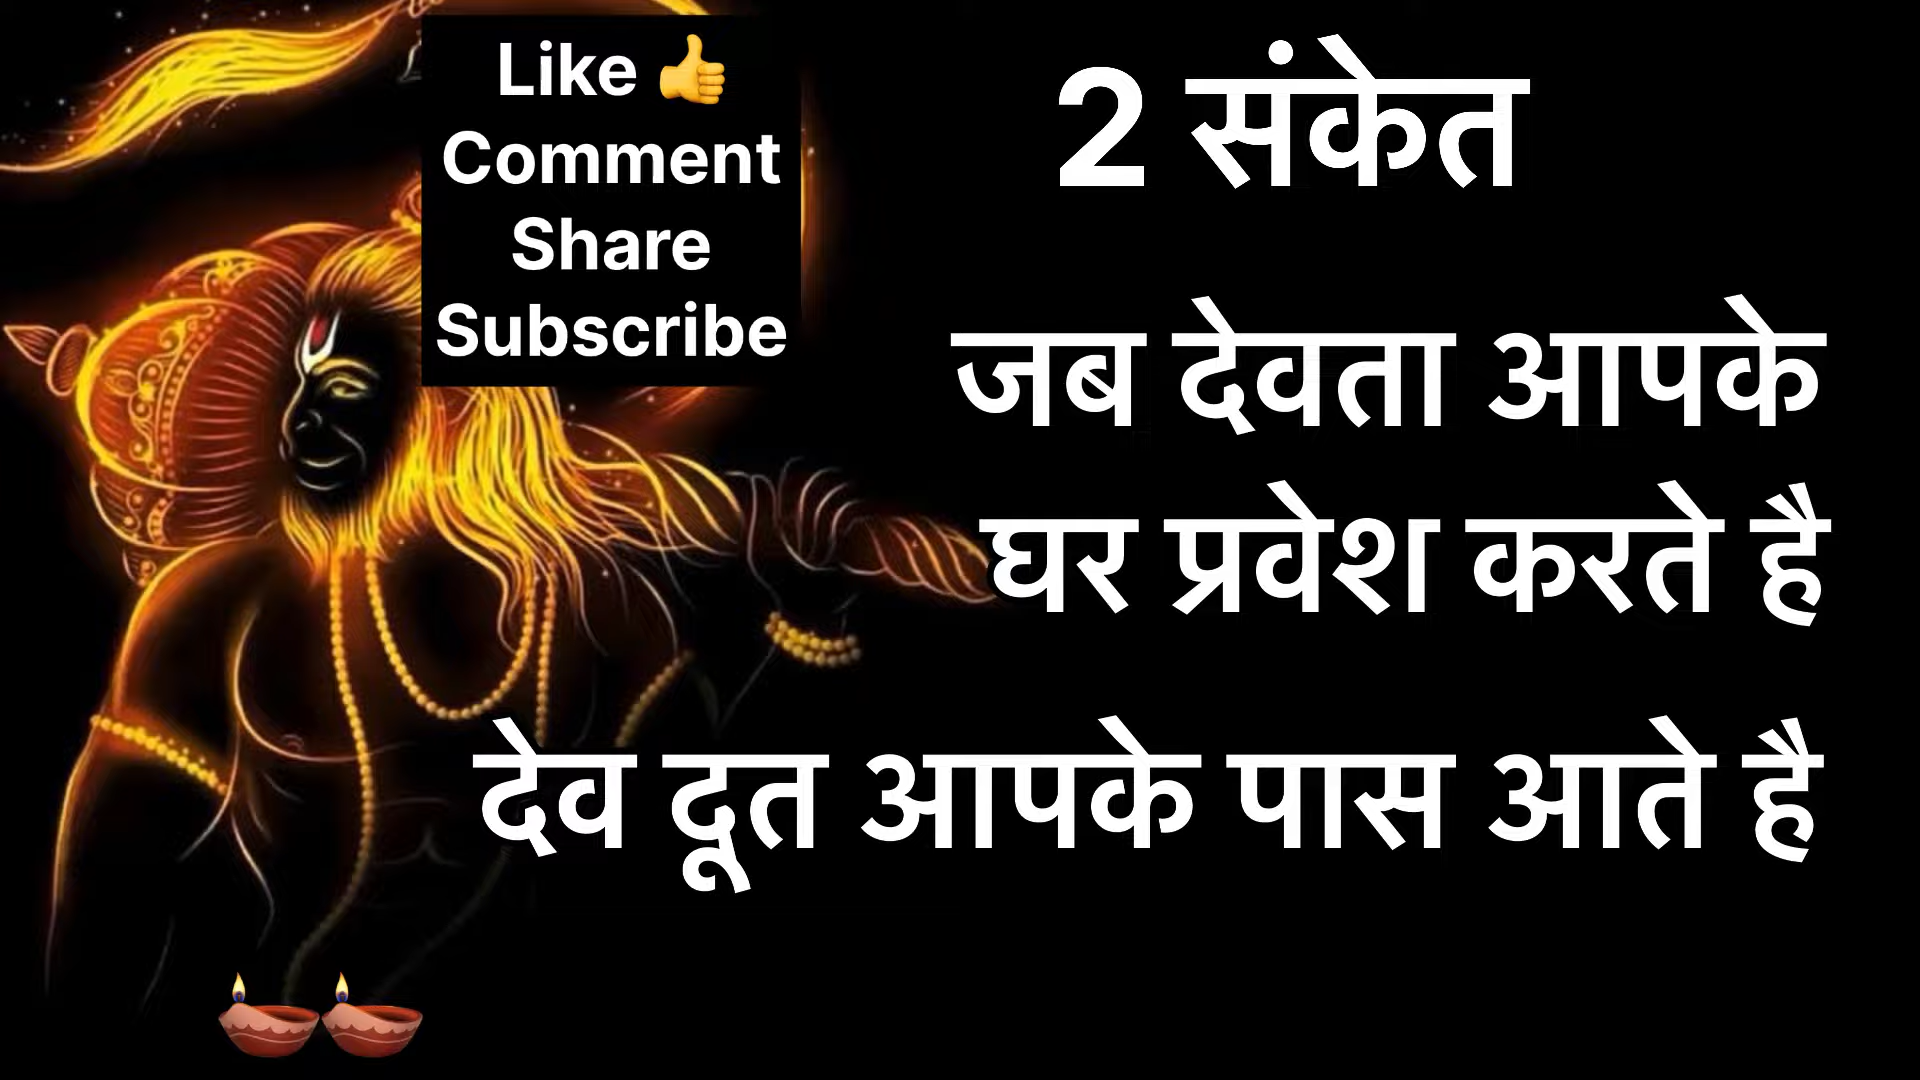 Like 👍
Comment
Share
Subscribe
2 संकेत
जब देवता आपके
घर प्रवेश करते है
देव दूत आपके पास आते है